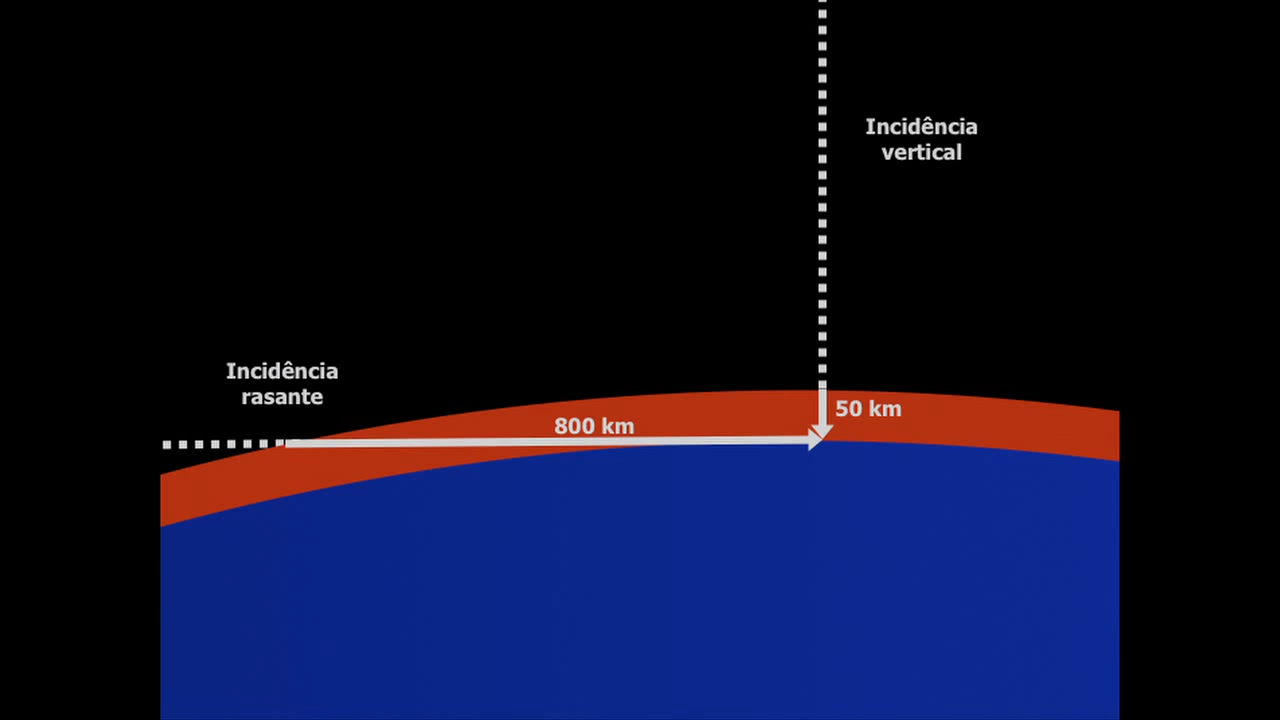 Incidência
vertical
Incidência
rasante
50 km
800 km